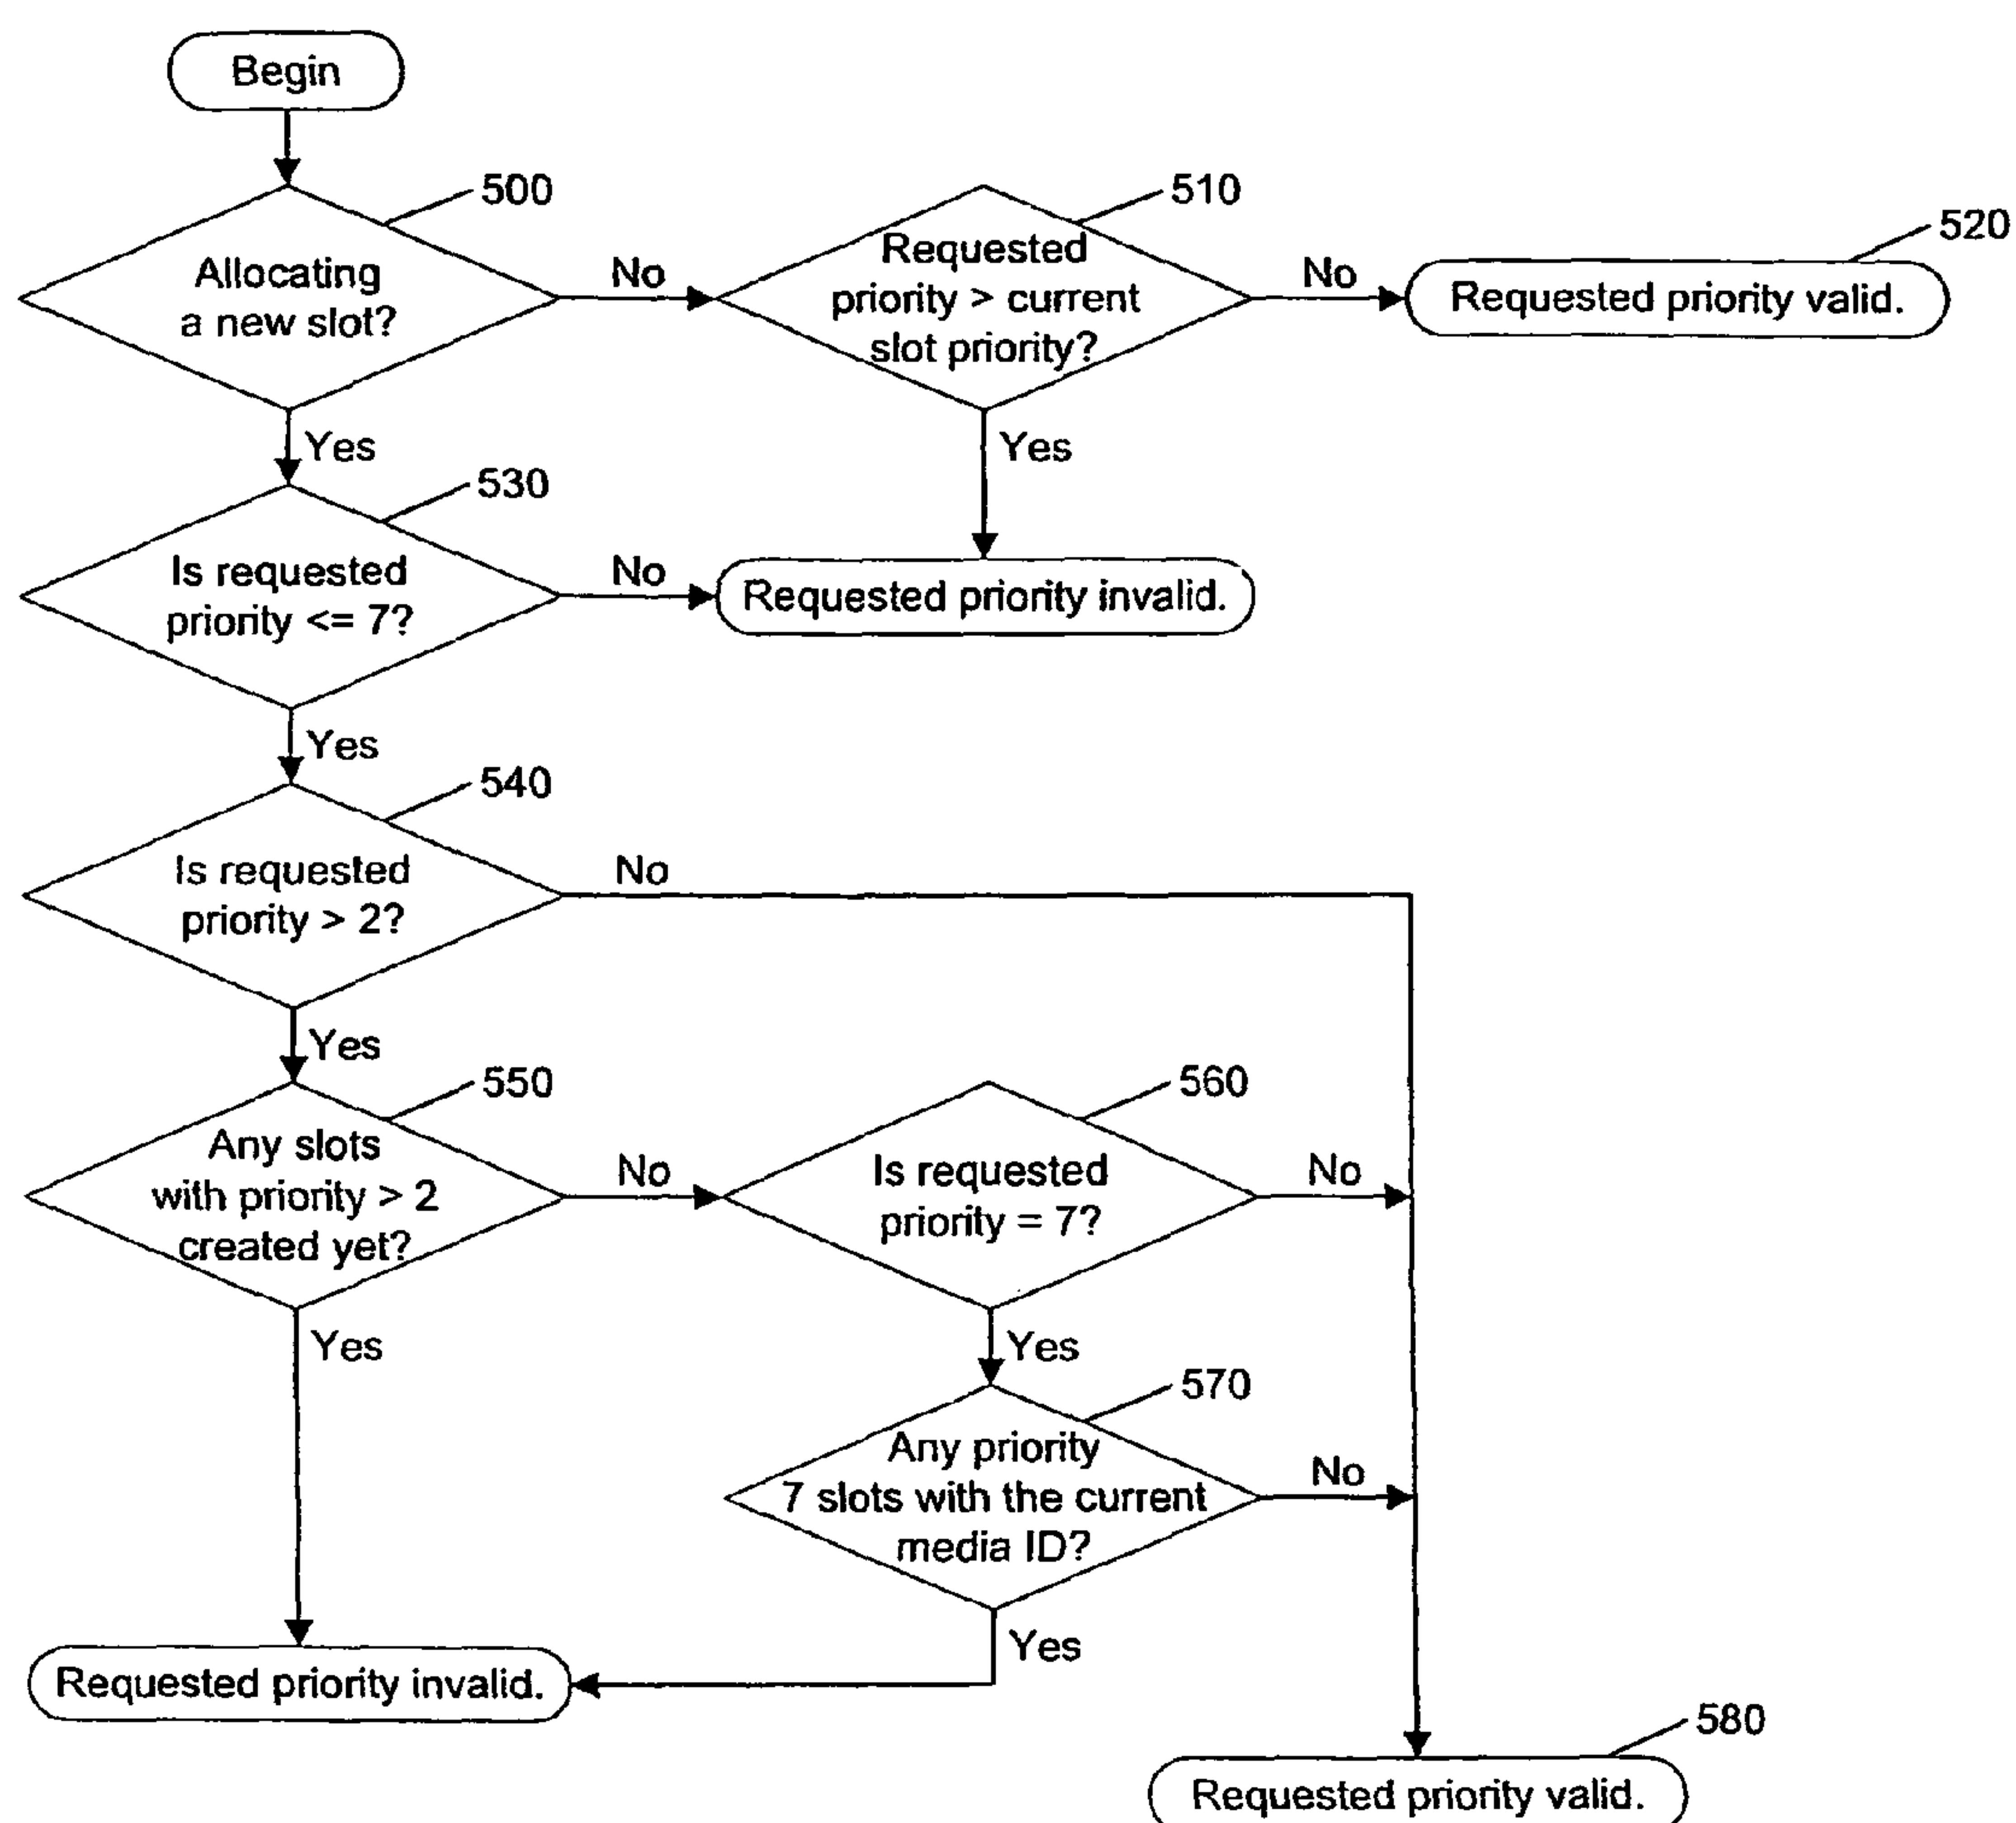 Begin
500
Allocating
a new slot?
No
510
Requested
priority > current
slot priority?
No
520
Requested priority valid.
Yes
Yes
530
Is requested
priority <= 7?
No
Requested priority invalid.
Yes
540
Is requested
priority > 2?
No
Yes
550
Any slots
with priority > 2
created yet?
No
560
Is requested
priority = 7?
No
Yes
Yes
570
Any priority
7 slots with the current
media ID?
No
Yes
Requested priority invalid.
580
Requested priority valid.